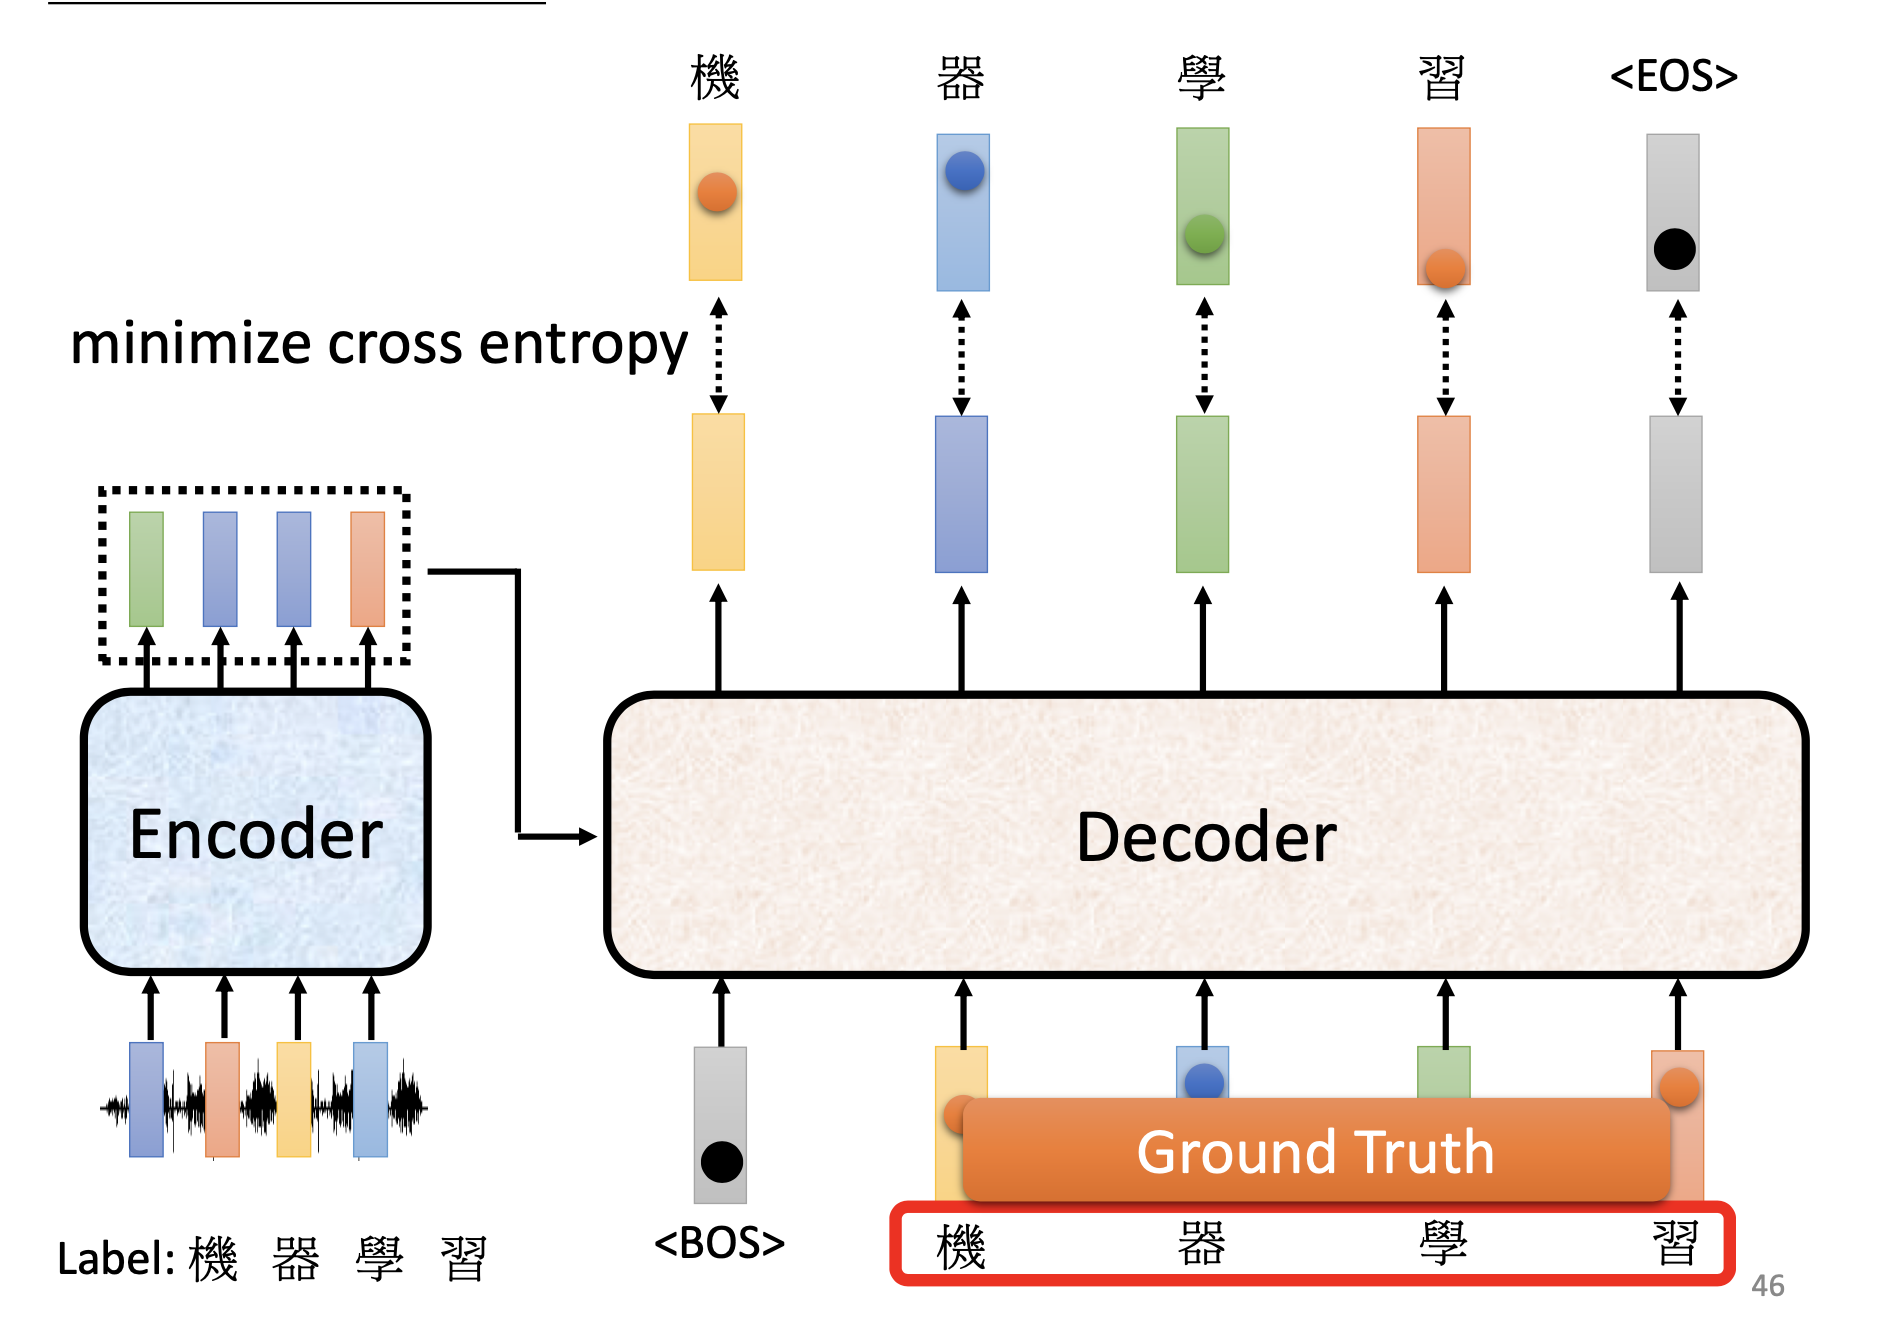 機 器 學 習 <EOS>
minimize cross entropy
Encoder
Decoder
Ground Truth
<BOS> 機 器 學 習
Label: 機 器 學 習
46